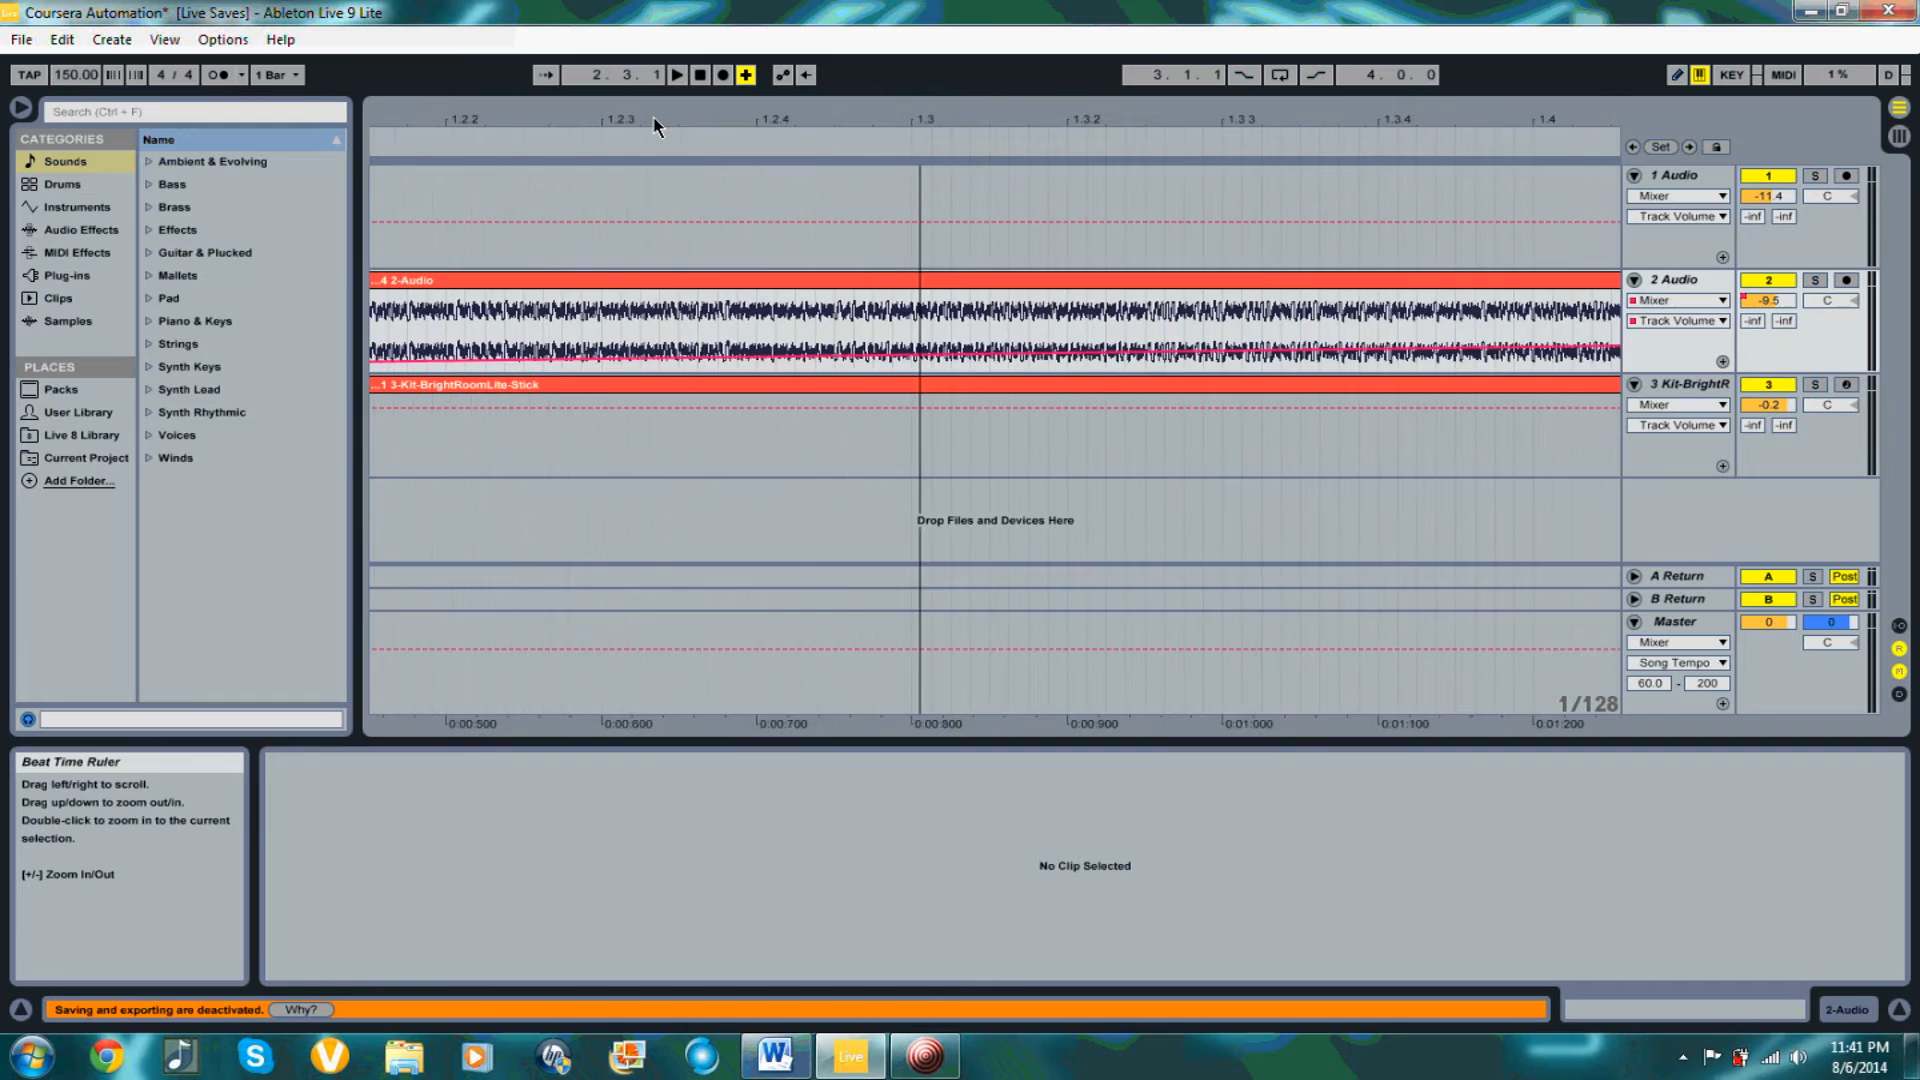 Coursera Automation* [Live Saves] - Ableton Live 9 Lite
File Edit Create View Options Help
TAP 150.00 4 / 4 1 Bar 2. 3. 1 3. 1. 1 4. 0. 0 KEY MIDI 1 % D
Search (Ctrl + F)
CATEGORIES
Sounds
Drums
Instruments
Audio Effects
MIDI Effects
Plug-ins
Clips
Samples
PLACES
Packs
User Library
Live 8 Library
Current Project
Add Folder...
Name
Ambient & Evolving
Bass
Brass
Effects
Guitar & Plucked
Mallets
Pad
Piano & Keys
Strings
Synth Keys
Synth Lead
Synth Rhythmic
Voices
Winds
1.2.2 1.2.3 1.2.4 1.3 1.3.2 1.3.3 1.3.4 1.4
Set
1 Audio 1 S
Mixer -11.4 C
Track Volume -inf -inf
...4 2-Audio
2 Audio 2 S
Mixer -9.5 C
Track Volume -inf -inf
...1 3-Kit-BrightRoomLite-Stick
3 Kit-BrightR 3 S
Mixer -0.2 C
Track Volume -inf -inf
Drop Files and Devices Here
A Return A S Post
B Return B S Post
Master 0 0
Mixer C
Song Tempo
60.0 - 200
1/128
0:00:500 0:00:600 0:00:700 0:00:800 0:00:900 0:01:000 0:01:100 0:01:200
R
M
D
Beat Time Ruler
Drag left/right to scroll.
Drag up/down to zoom out/in.
Double-click to zoom in to the current
selection.
[+/-] Zoom In/Out
No Clip Selected
Saving and exporting are deactivated. Why?
2-Audio
Live
11:41 PM
8/6/2014